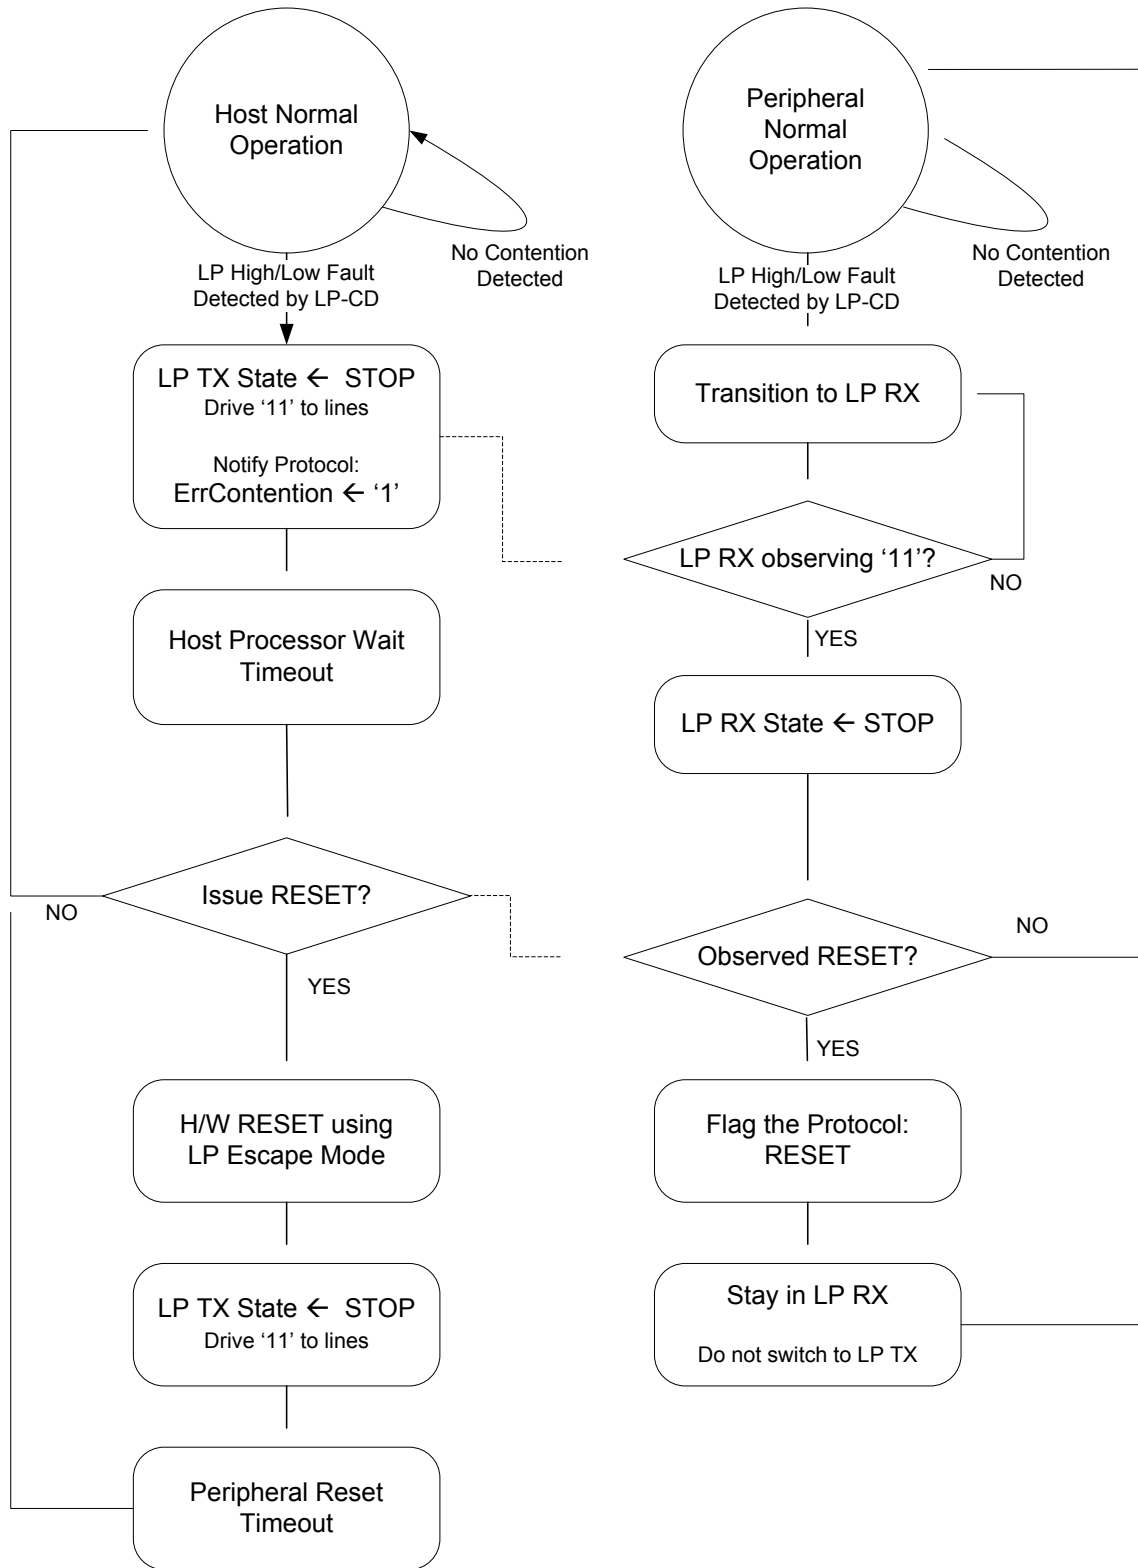 Host Normal
Operation
No Contention
Detected
LP High/Low Fault
Detected by LP-CD
LP TX State ← STOP
Drive ‘11’ to lines
Notify Protocol:
ErrContention ← ‘1’
Host Processor Wait
Timeout
Issue RESET?
NO
YES
H/W RESET using
LP Escape Mode
LP TX State ← STOP
Drive ‘11’ to lines
Peripheral Reset
Timeout
Peripheral
Normal
Operation
No Contention
Detected
LP High/Low Fault
Detected by LP-CD
Transition to LP RX
LP RX observing ‘11’?
NO
YES
LP RX State ← STOP
Observed RESET?
NO
YES
Flag the Protocol:
RESET
Stay in LP RX
Do not switch to LP TX